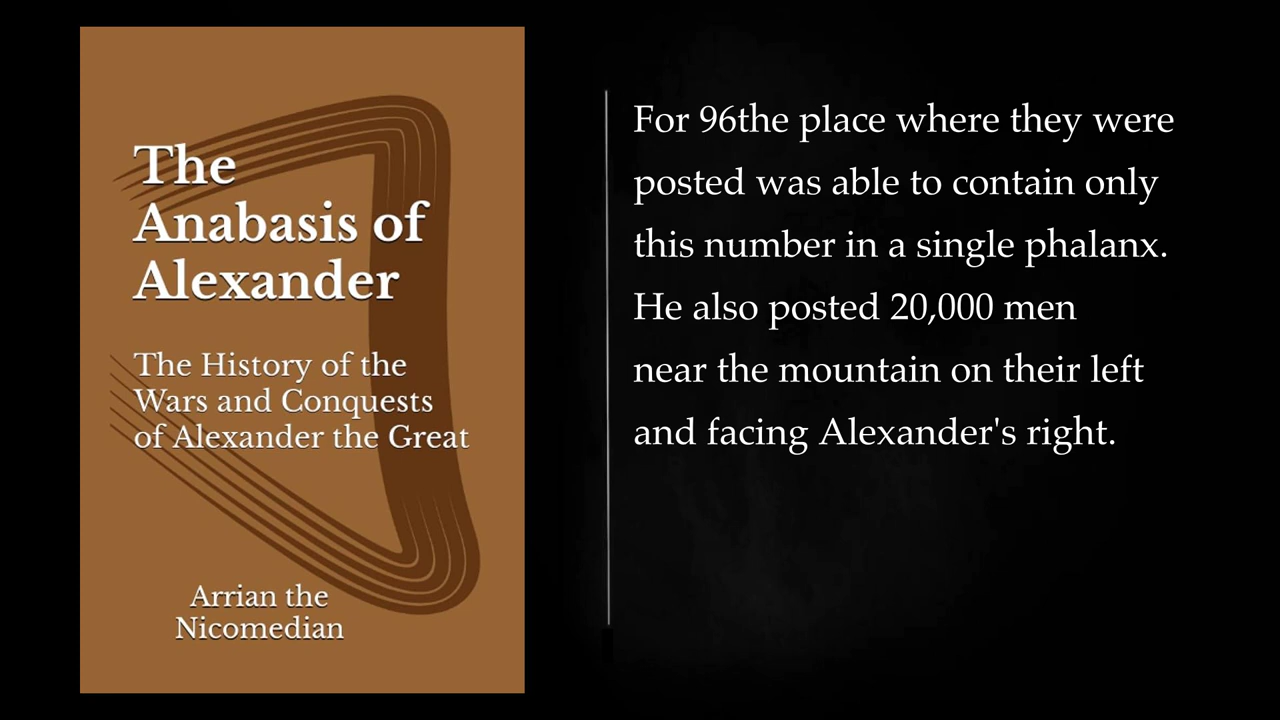 The
Anabasis of
Alexander
The History of the
Wars and Conquests
of Alexander the Great
Arrian the
Nicomedian
For 96the place where they were
posted was able to contain only
this number in a single phalanx.
He also posted 20,000 men
near the mountain on their left
and facing Alexander's right.